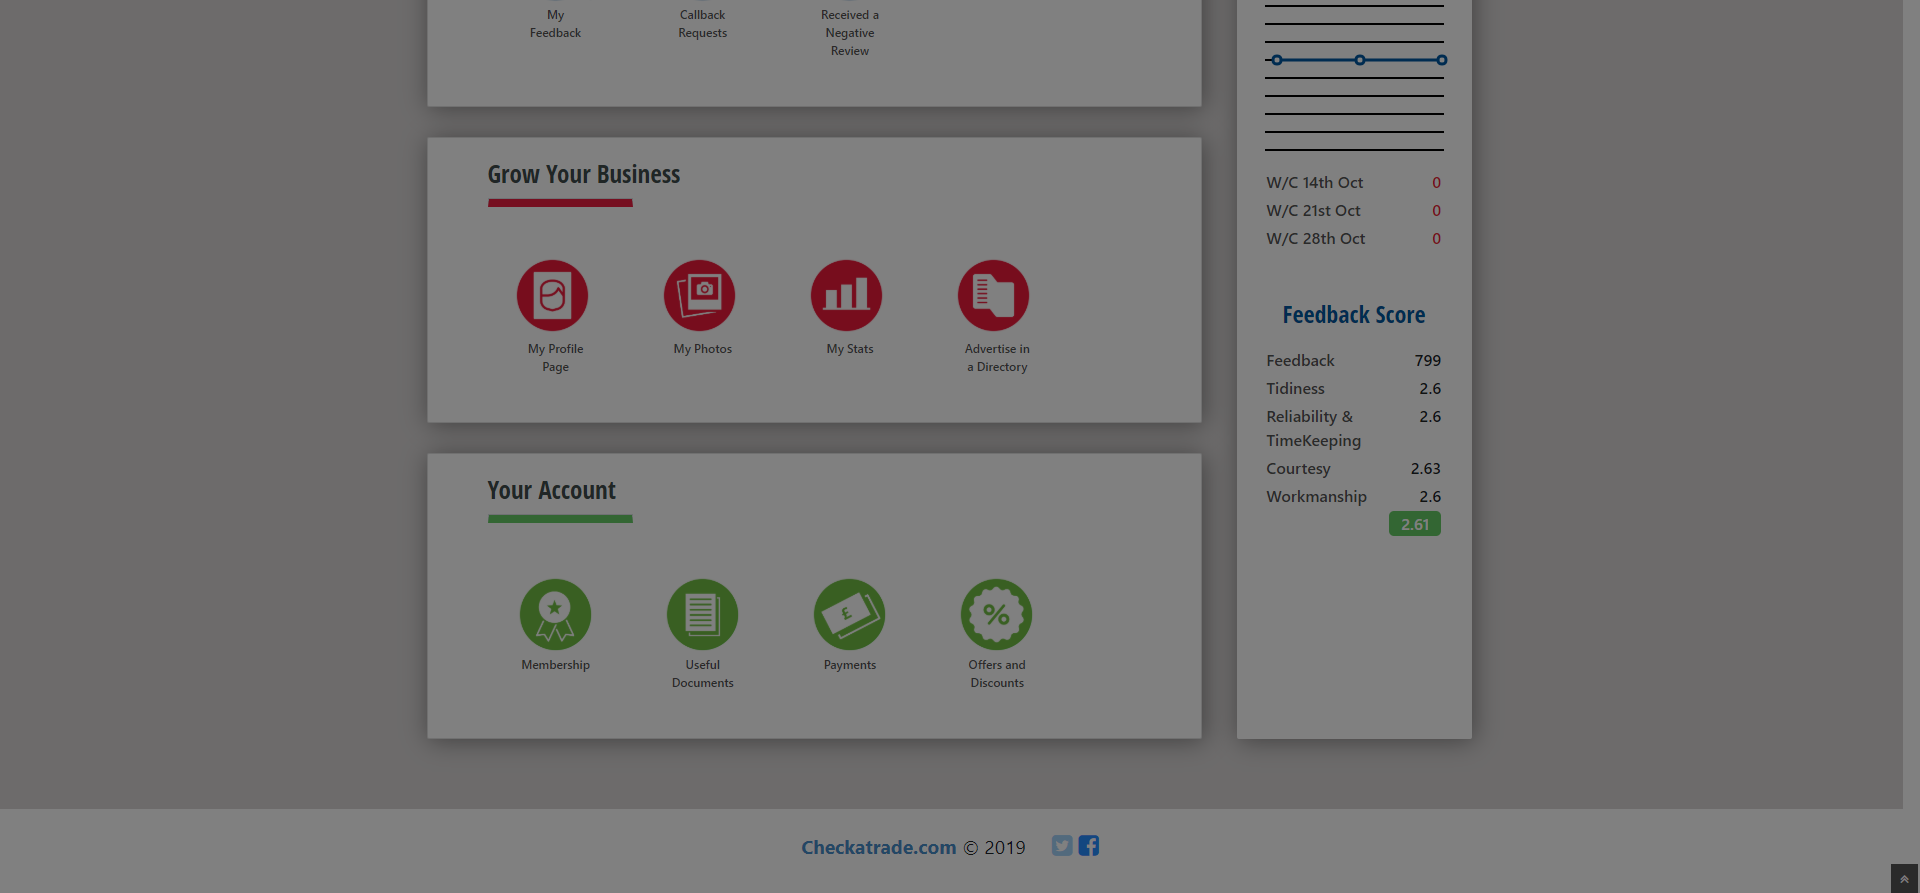 My
Feedback
Callback
Requests
Received a
Negative
Review
Grow Your Business
My Profile
Page
My Photos
My Stats
Advertise in
a Directory
Your Account
£
%
Membership
Useful
Documents
Payments
Offers and
Discounts
W/C 14th Oct 0
W/C 21st Oct 0
W/C 28th Oct 0
Feedback Score
Feedback 799
Tidiness 2.6
Reliability & 2.6
TimeKeeping
Courtesy 2.63
Workmanship 2.6
2.61
Checkatrade.com © 2019